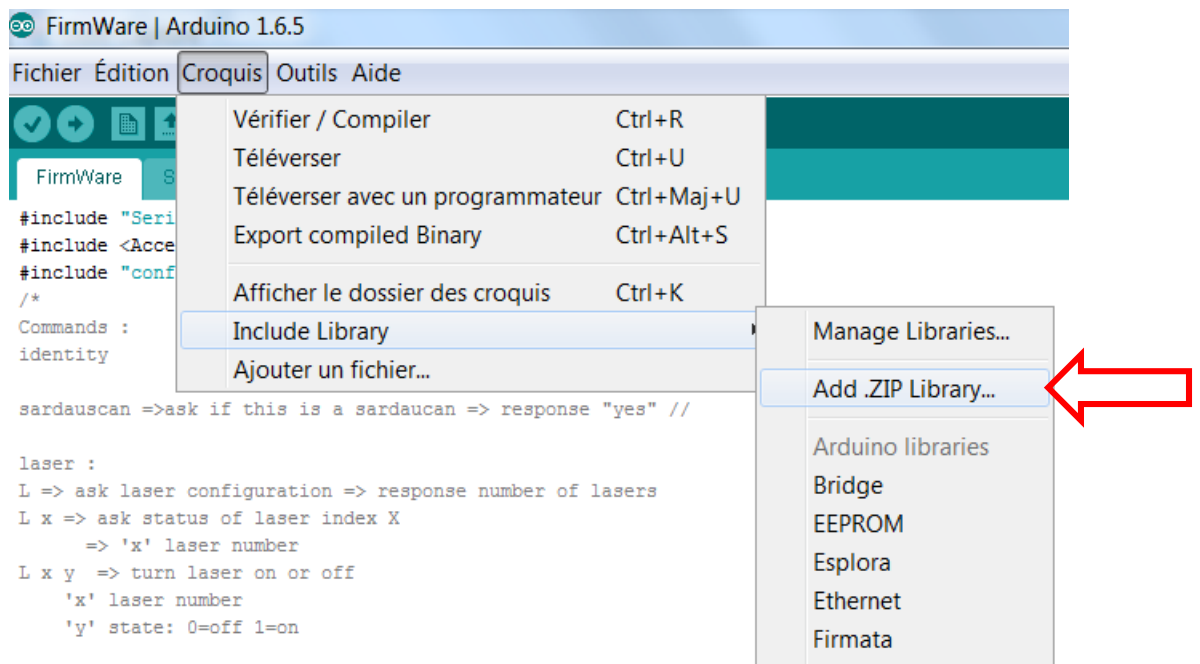 FirmWare | Arduino 1.6.5
Fichier Édition Croquis Outils Aide
Vérifier / Compiler Ctrl+R
Téléverser Ctrl+U
Téléverser avec un programmateur Ctrl+Maj+U
Export compiled Binary Ctrl+Alt+S
Afficher le dossier des croquis Ctrl+K
Include Library
Ajouter un fichier...
Manage Libraries...
Add .ZIP Library...
Arduino libraries
Bridge
EEPROM
Esplora
Ethernet
Firmata
FirmWare S
#include "Seri
#include <Acce
#include "conf
/*
Commands :
identity
sardauscan =>ask if this is a sardaucan => response "yes" //
laser :
L => ask laser configuration => response number of lasers
L x => ask status of laser index X
=> 'x' laser number
L x y => turn laser on or off
'x' laser number
'y' state: 0=off 1=on